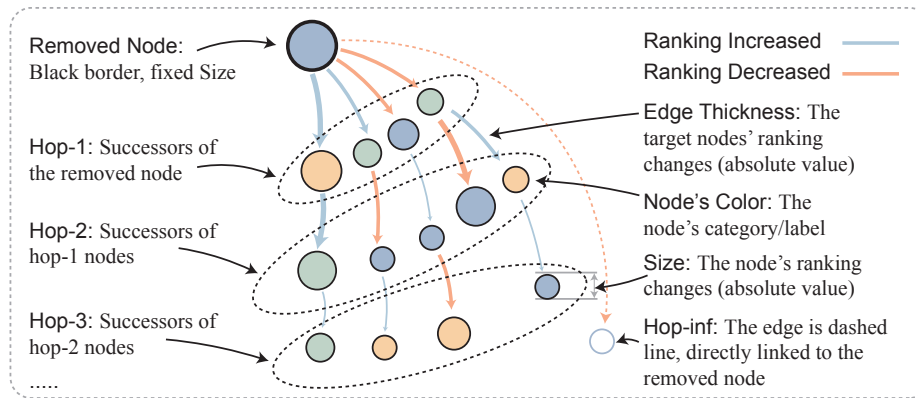 Removed Node:
Black border, fixed Size
Hop-1: Successors of
the removed node
Hop-2: Successors of
hop-1 nodes
Hop-3: Successors of
hop-2 nodes
.....
Ranking Increased
Ranking Decreased
Edge Thickness: The
target nodes' ranking
changes (absolute value)
Node's Color: The
node's category/label
Size: The node's ranking
changes (absolute value)
Hop-inf: The edge is dashed
line, directly linked to the
removed node